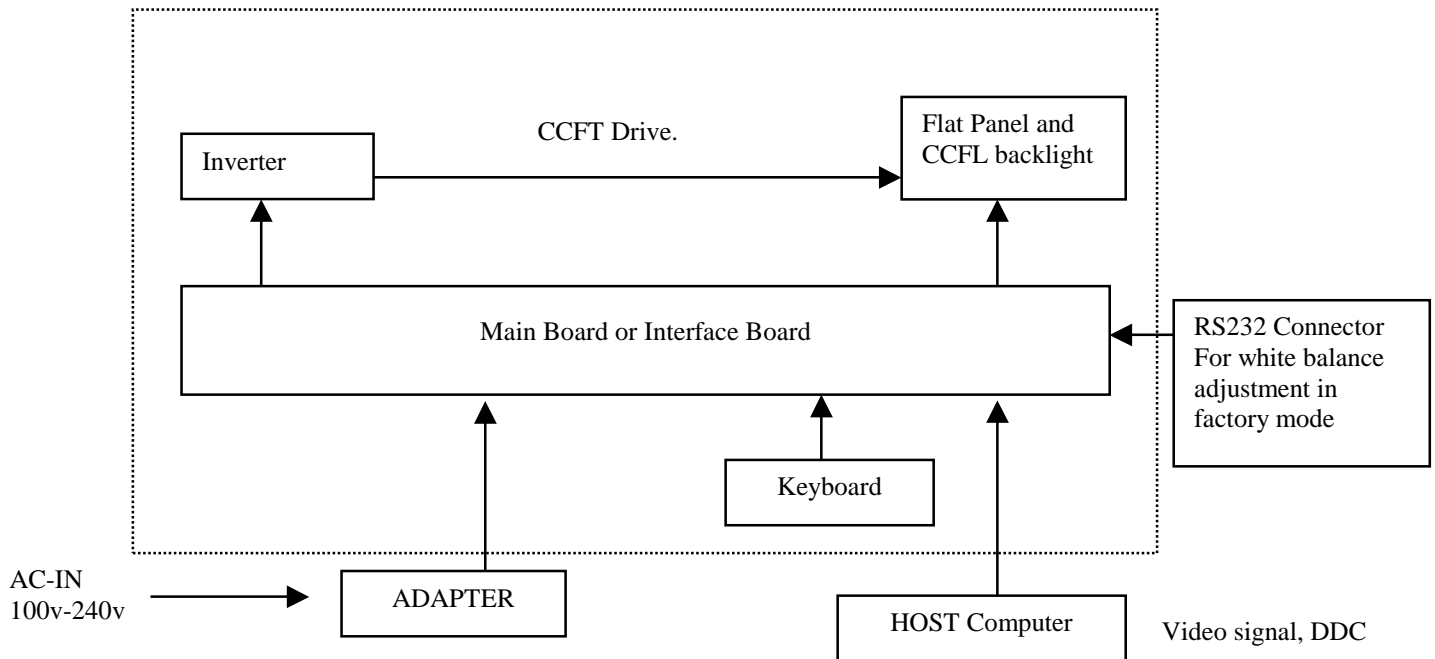 CCFT Drive.
Flat Panel and
CCFL backlight
Inverter
Main Board or Interface Board
RS232 Connector
For white balance
adjustment in
factory mode
Keyboard
AC-IN
100v-240v
ADAPTER
HOST Computer
Video signal, DDC